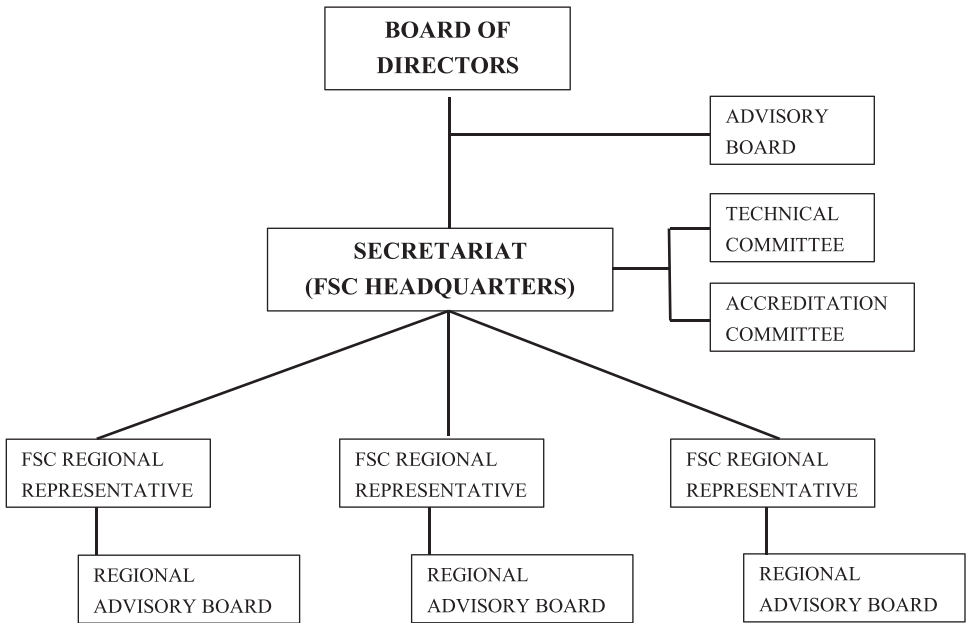 BOARD OF
DIRECTORS
ADVISORY
BOARD
TECHNICAL
COMMITTEE
SECRETARIAT
(FSC HEADQUARTERS)
ACCREDITATION
COMMITTEE
FSC REGIONAL
REPRESENTATIVE
FSC REGIONAL
REPRESENTATIVE
FSC REGIONAL
REPRESENTATIVE
REGIONAL
ADVISORY BOARD
REGIONAL
ADVISORY BOARD
REGIONAL
ADVISORY BOARD